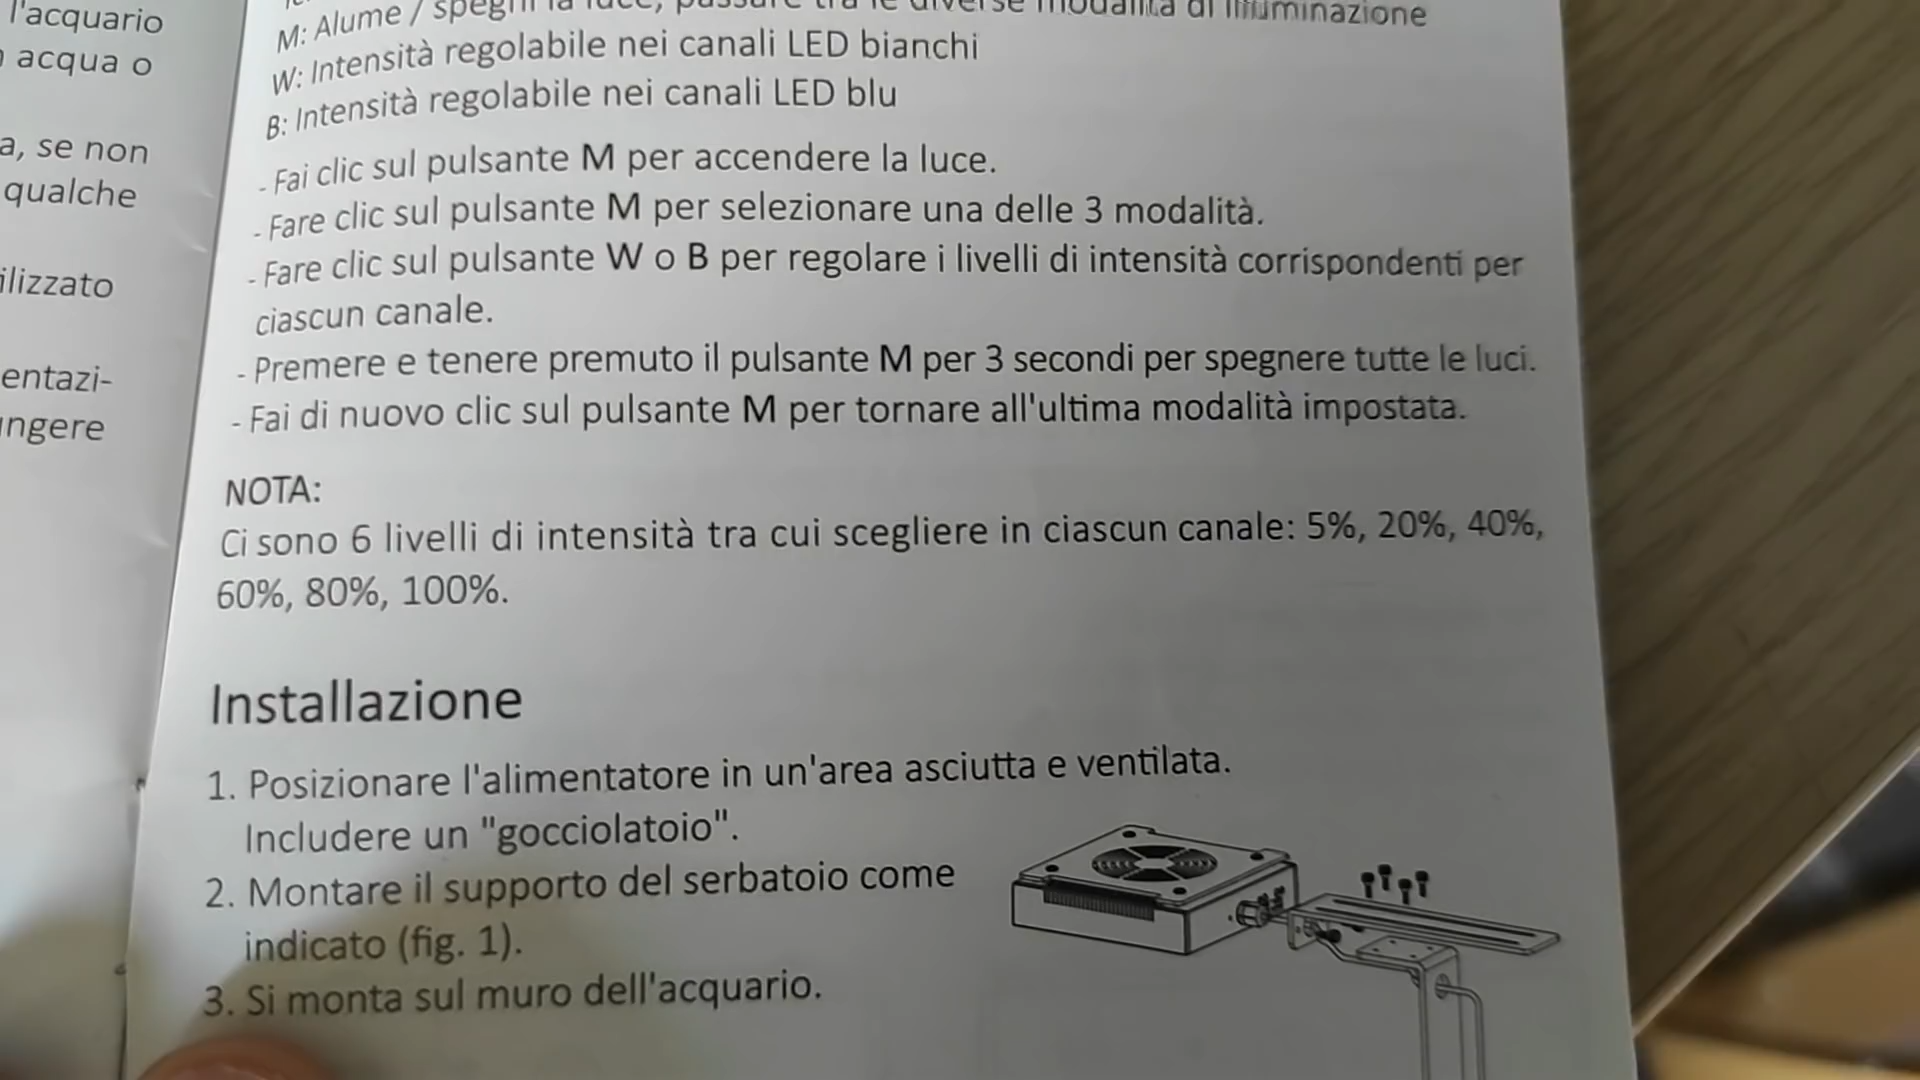 l'acquario
acqua o
a, se non
qualche
ilizzato
entazi-
ngere
M: Alume / spegni la luce, passare tra le diverse modalità di illuminazione
W: Intensità regolabile nei canali LED bianchi
B: Intensità regolabile nei canali LED blu
- Fai clic sul pulsante M per accendere la luce.
- Fare clic sul pulsante M per selezionare una delle 3 modalità.
- Fare clic sul pulsante W o B per regolare i livelli di intensità corrispondenti per
ciascun canale.
- Premere e tenere premuto il pulsante M per 3 secondi per spegnere tutte le luci.
- Fai di nuovo clic sul pulsante M per tornare all'ultima modalità impostata.
NOTA:
Ci sono 6 livelli di intensità tra cui scegliere in ciascun canale: 5%, 20%, 40%,
60%, 80%, 100%.
Installazione
1. Posizionare l'alimentatore in un'area asciutta e ventilata.
Includere un "gocciolatoio".
2. Montare il supporto del serbatoio come
indicato (fig. 1).
3. Si monta sul muro dell'acquario.